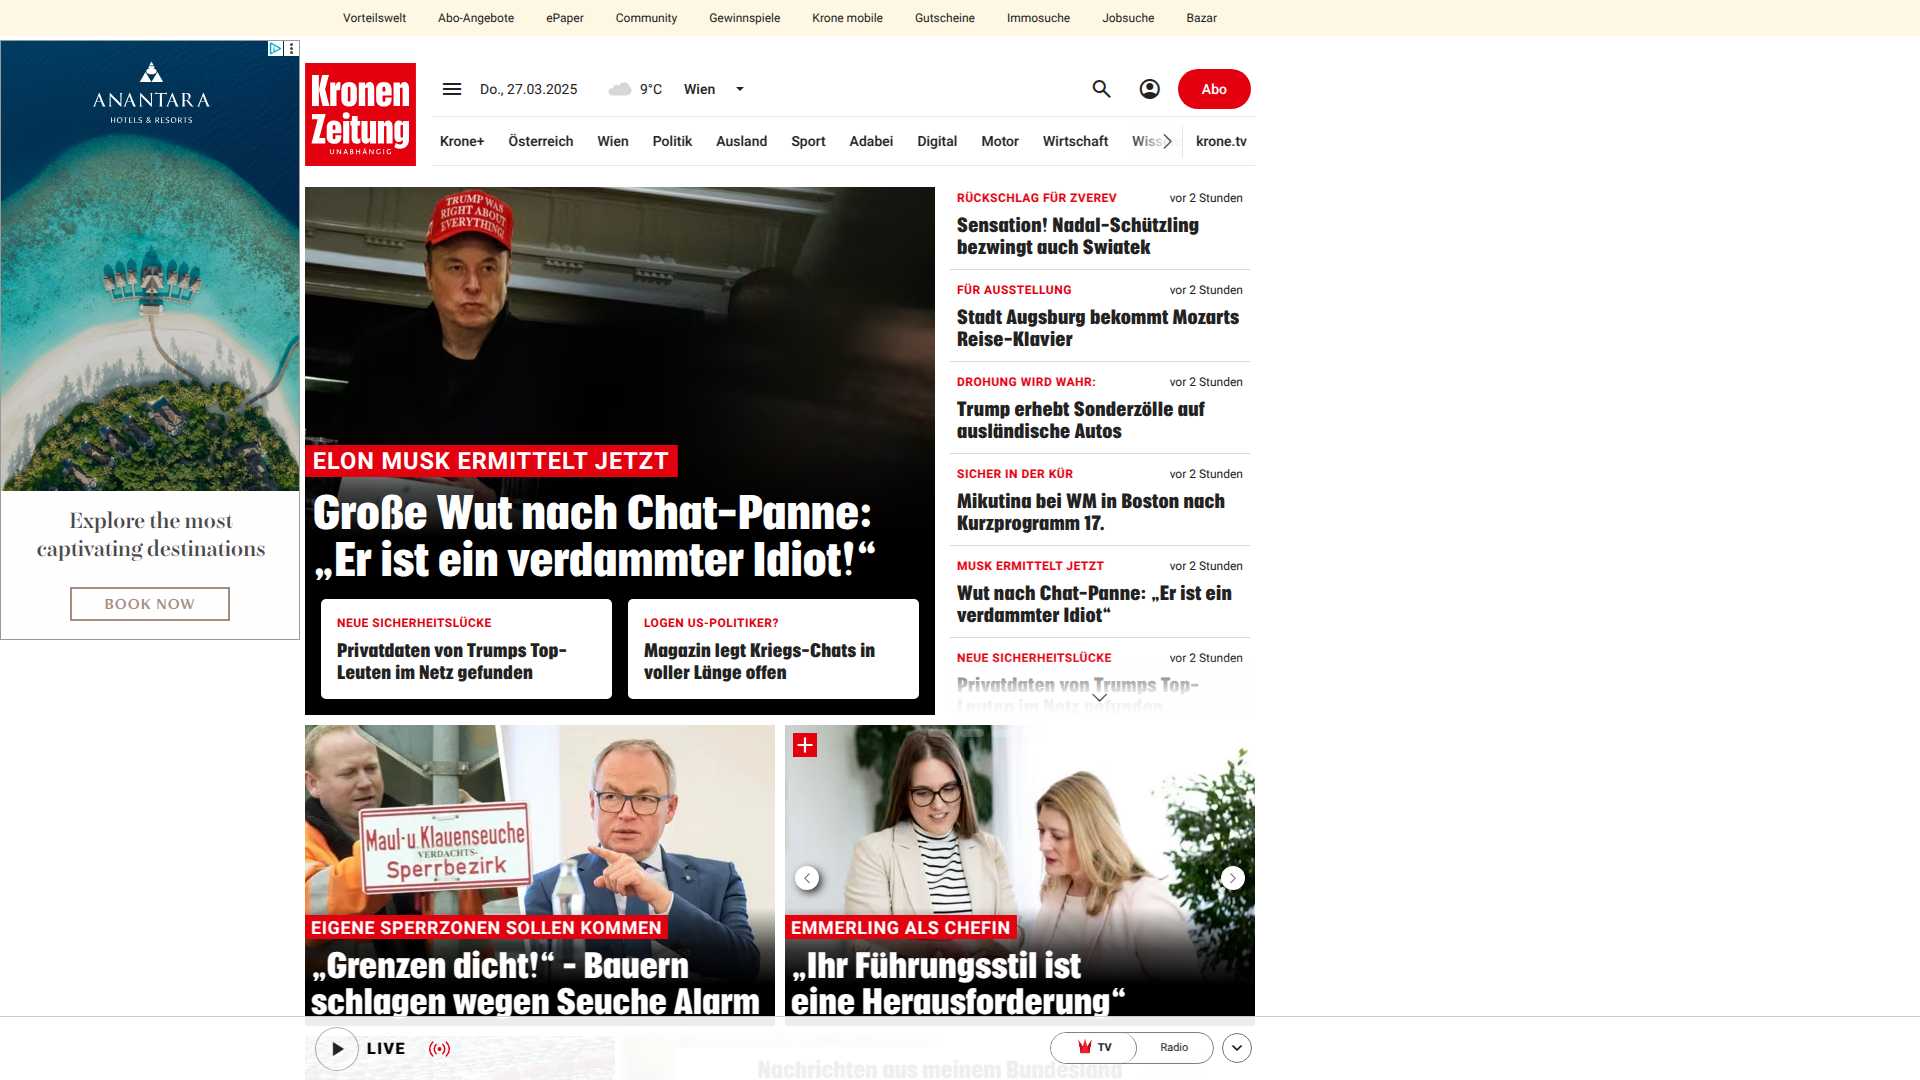 Vorteilswelt Abo-Angebote ePaper Community Gewinnspiele Krone mobile Gutscheine Immosuche Jobsuche Bazar
ANANTARA
HOTELS & RESORTS
Explore the most
captivating destinations
BOOK NOW
Kronen
Zeitung
UNABHÄNGIG
Do., 27.03.2025 9°C Wien Abo
Krone+ Österreich Wien Politik Ausland Sport Adabei Digital Motor Wirtschaft krone.tv
TRUMP WAS
RIGHT ABOUT
EVERYTHING!
ELON MUSK ERMITTELT JETZT
Große Wut nach Chat-Panne:
„Er ist ein verdammter Idiot!“
NEUE SICHERHEITSLÜCKE
Privatdaten von Trumps Top-
Leuten im Netz gefunden
LOGEN US-POLITIKER?
Magazin legt Kriegs-Chats in
voller Länge offen
RÜCKSCHLAG FÜR ZVEREV vor 2 Stunden
Sensation! Nadal-Schützling
bezwingt auch Swiatek
FÜR AUSSTELLUNG vor 2 Stunden
Stadt Augsburg bekommt Mozarts
Reise-Klavier
DROHUNG WIRD WAHR: vor 2 Stunden
Trump erhebt Sonderzölle auf
ausländische Autos
SICHER IN DER KÜR vor 2 Stunden
Mikutina bei WM in Boston nach
Kurzprogramm 17.
MUSK ERMITTELT JETZT vor 2 Stunden
Wut nach Chat-Panne: „Er ist ein
verdammter Idiot“
NEUE SICHERHEITSLÜCKE vor 2 Stunden
Privatdaten von Trumps Top-
Leuten im Netz gefunden
Maul-u.Klauenseuche
VERDACHTS-
Sperrbezirk
EIGENE SPERRZONEN SOLLEN KOMMEN
„Grenzen dicht!“ - Bauern
schlagen wegen Seuche Alarm
EMMERLING ALS CHEFIN
„Ihr Führungsstil ist
eine Herausforderung“
LIVE TV Radio
Nachrichten aus meinem Bundesland